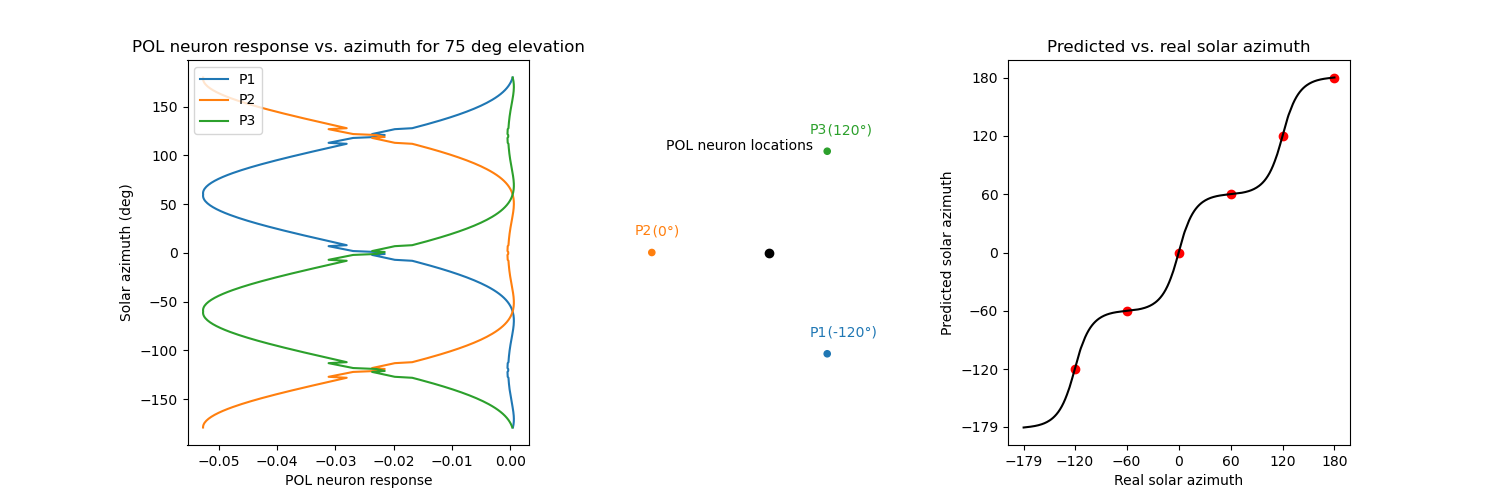 POL neuron response vs. azimuth for 75 deg elevation
P1
P2
P3
150
100
50
0
−50
−100
−150
Solar azimuth (deg)
−0.05 −0.04 −0.03 −0.02 −0.01 0.00
POL neuron response
P3(120°)
POL neuron locations
P2(0°)
P1(-120°)
Predicted vs. real solar azimuth
180
120
60
0
−60
−120
−179
Predicted solar azimuth
−179 −120 −60 0 60 120 180
Real solar azimuth